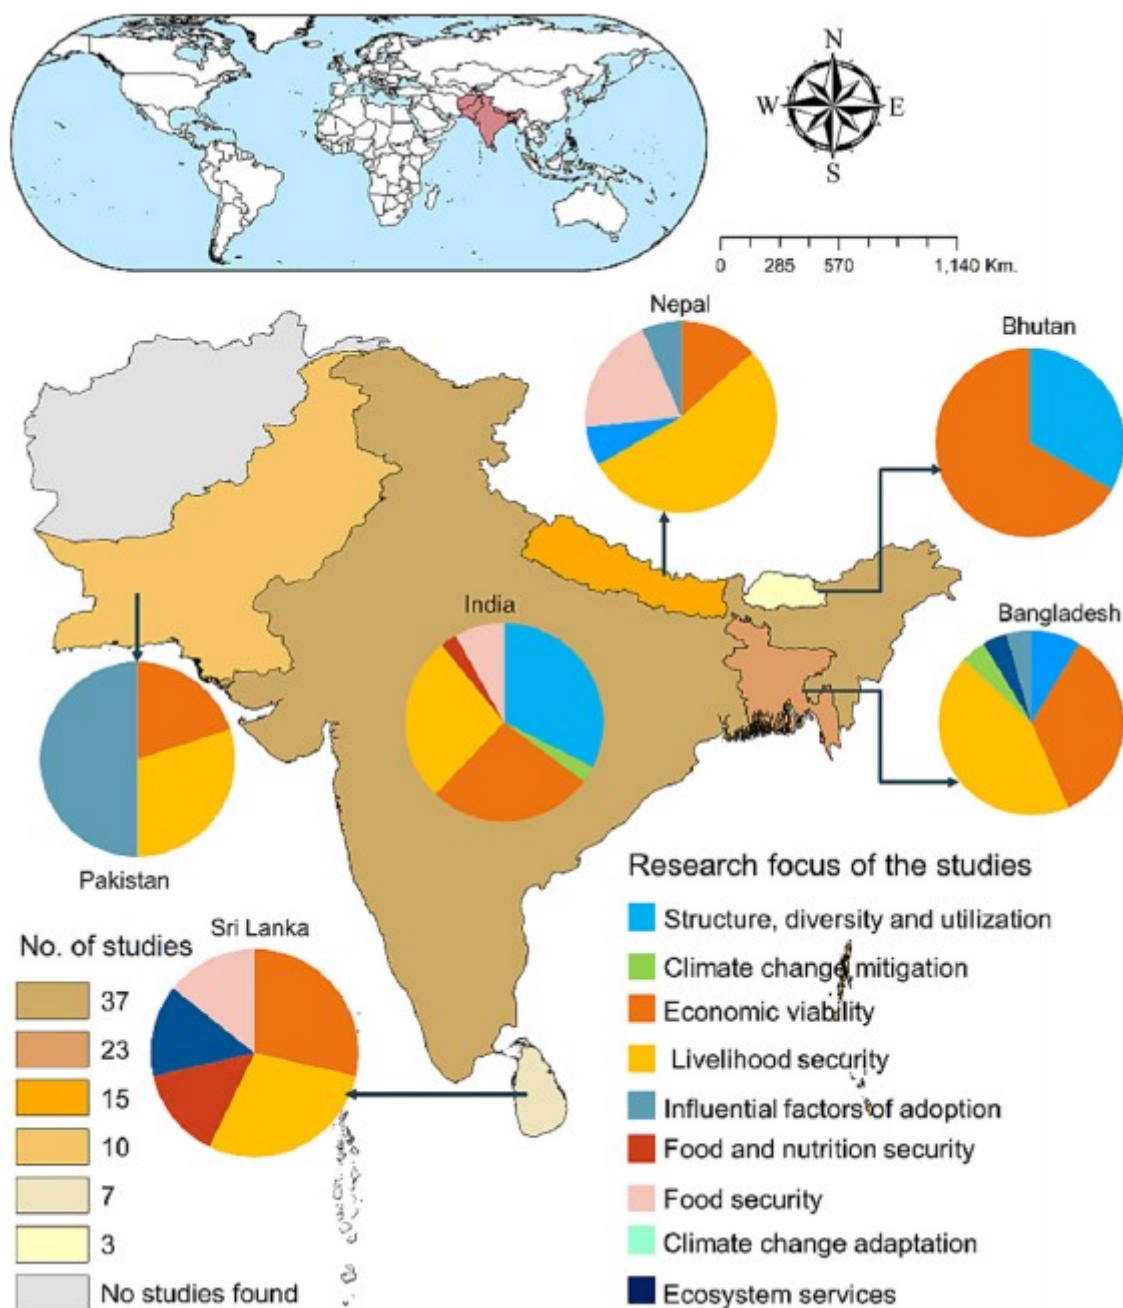 N
W E
S
0 285 570 1,140 Km.
Nepal
Bhutan
India
Bangladesh
Pakistan
Sri Lanka
No. of studies
37
23
15
10
7
3
No studies found
Research focus of the studies
Structure, diversity and utilization
Climate change mitigation
Economic viability
Livelihood security
Influential factors of adoption
Food and nutrition security
Food security
Climate change adaptation
Ecosystem services